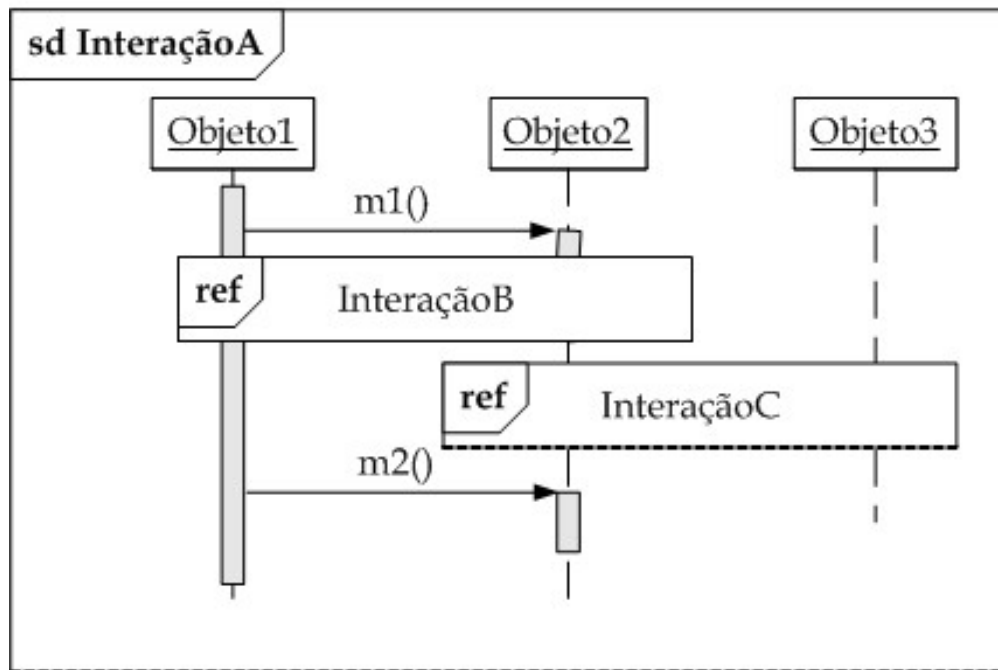 sd InteraçãoA
Objeto1
Objeto2
Objeto3
m1()
ref
InteraçãoB
ref
InteraçãoC
m2()